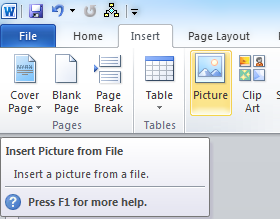 File Home Insert Page Layout
Cover Page Blank Page Page Break Table Picture Clip Art
Pages Tables
Insert Picture from File
Insert a picture from a file.
Press F1 for more help.